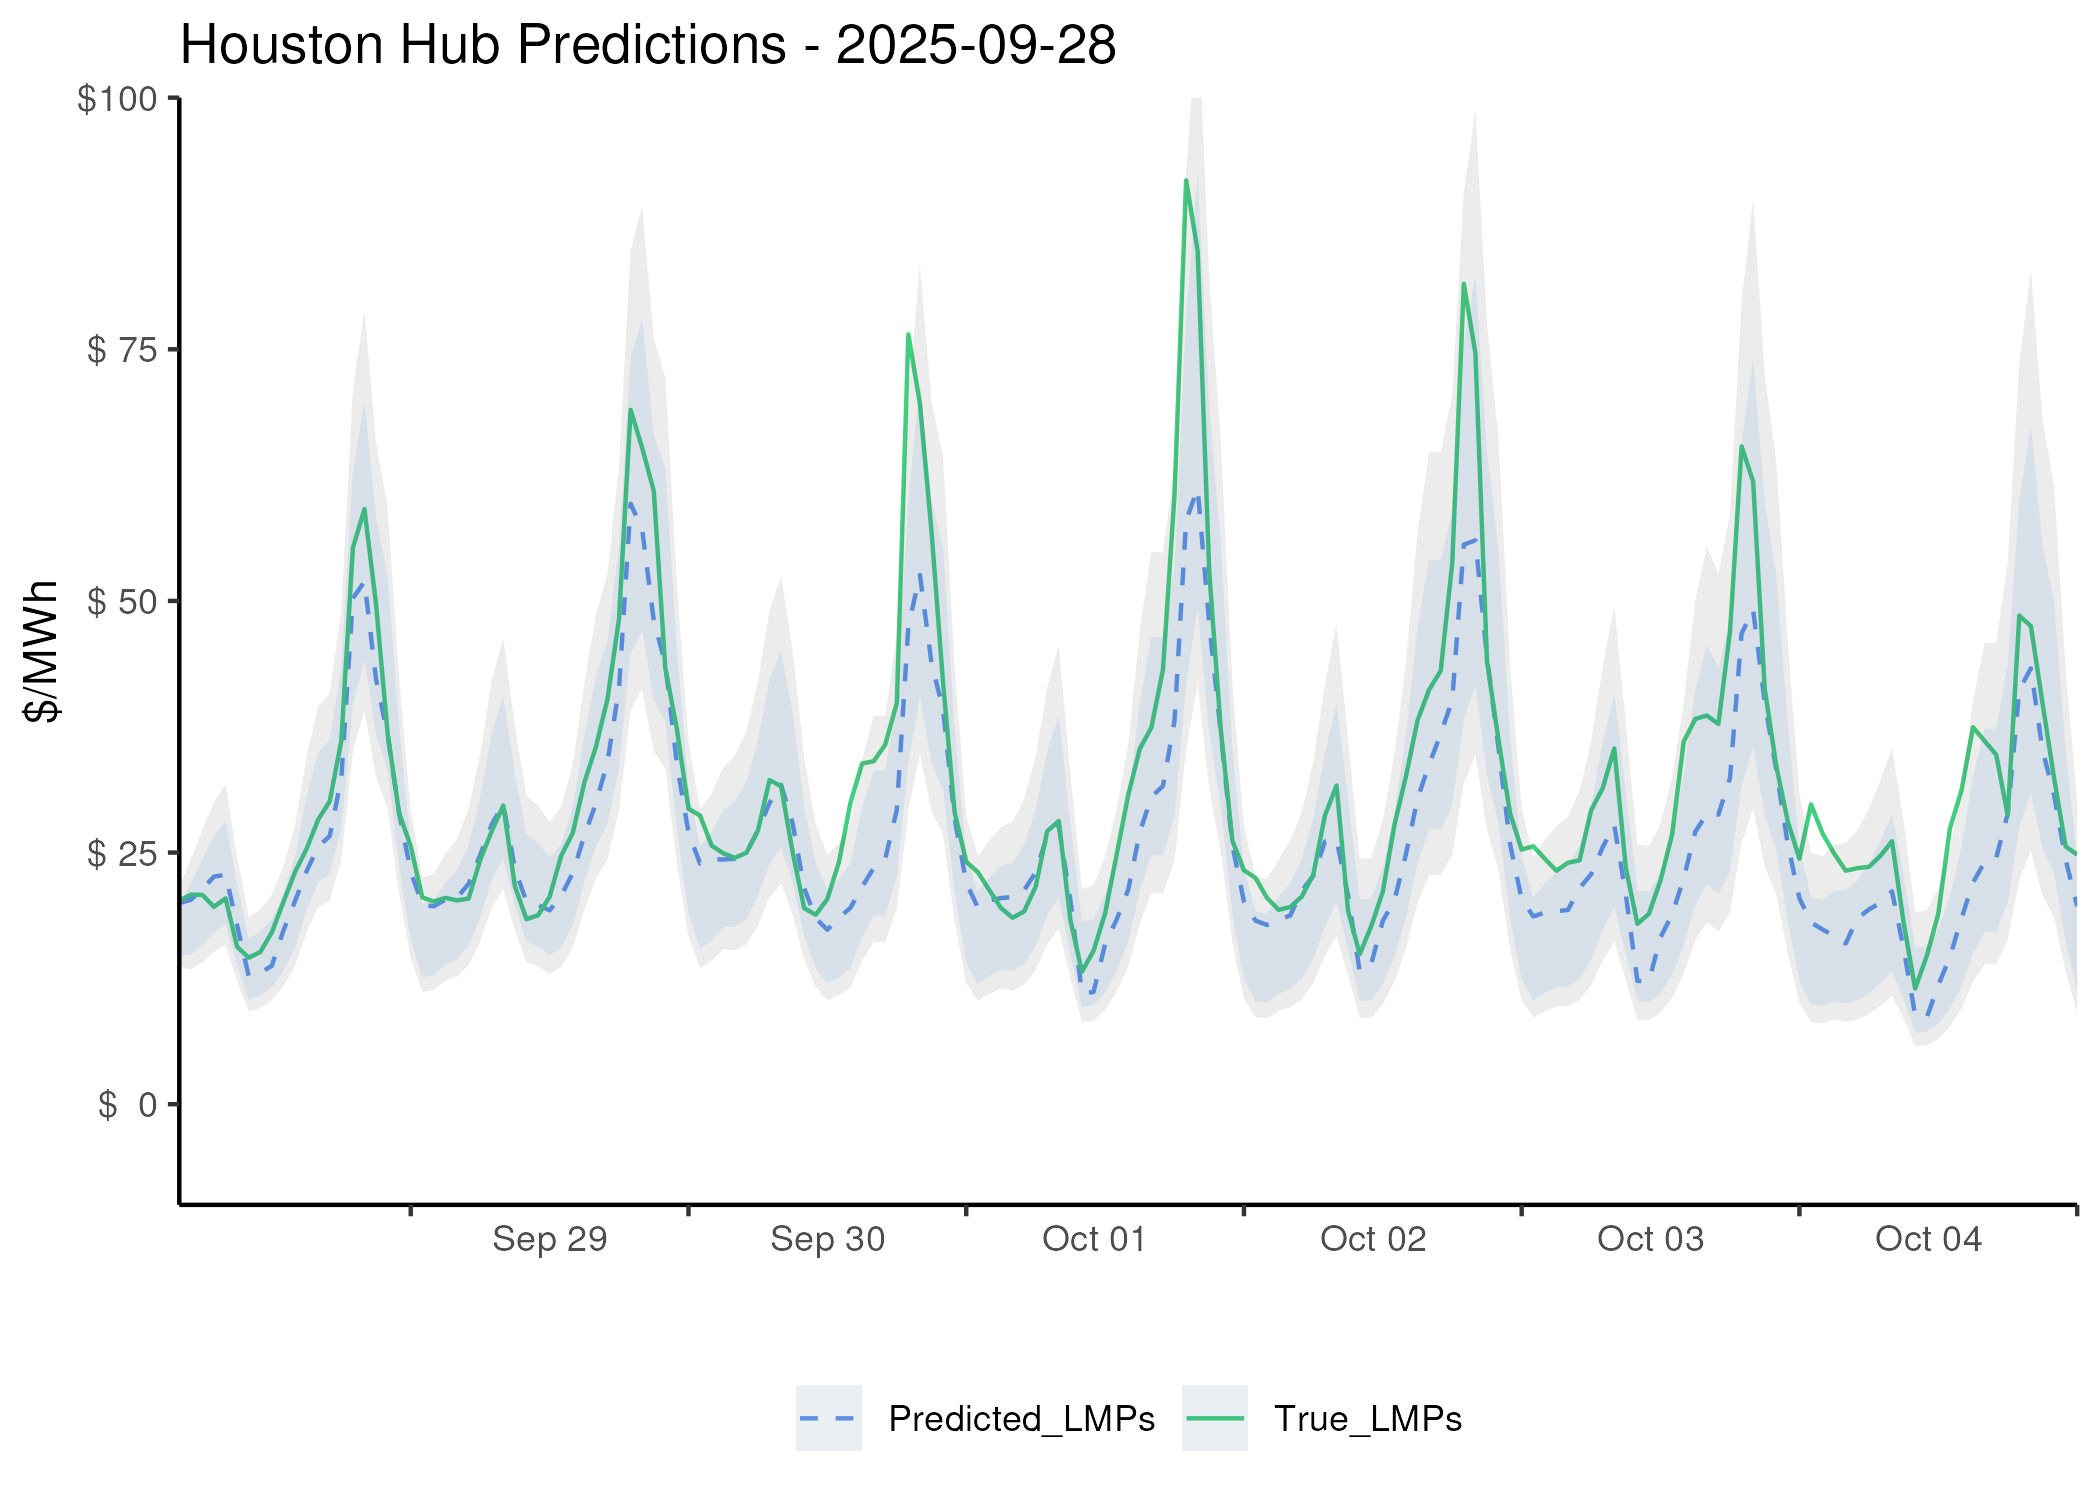 Houston Hub Predictions - 2025-09-28
$100
$ 75
$ 50
$ 25
$ 0
$/MWh
Sep 29 Sep 30 Oct 01 Oct 02 Oct 03 Oct 04
Predicted_LMPs True_LMPs